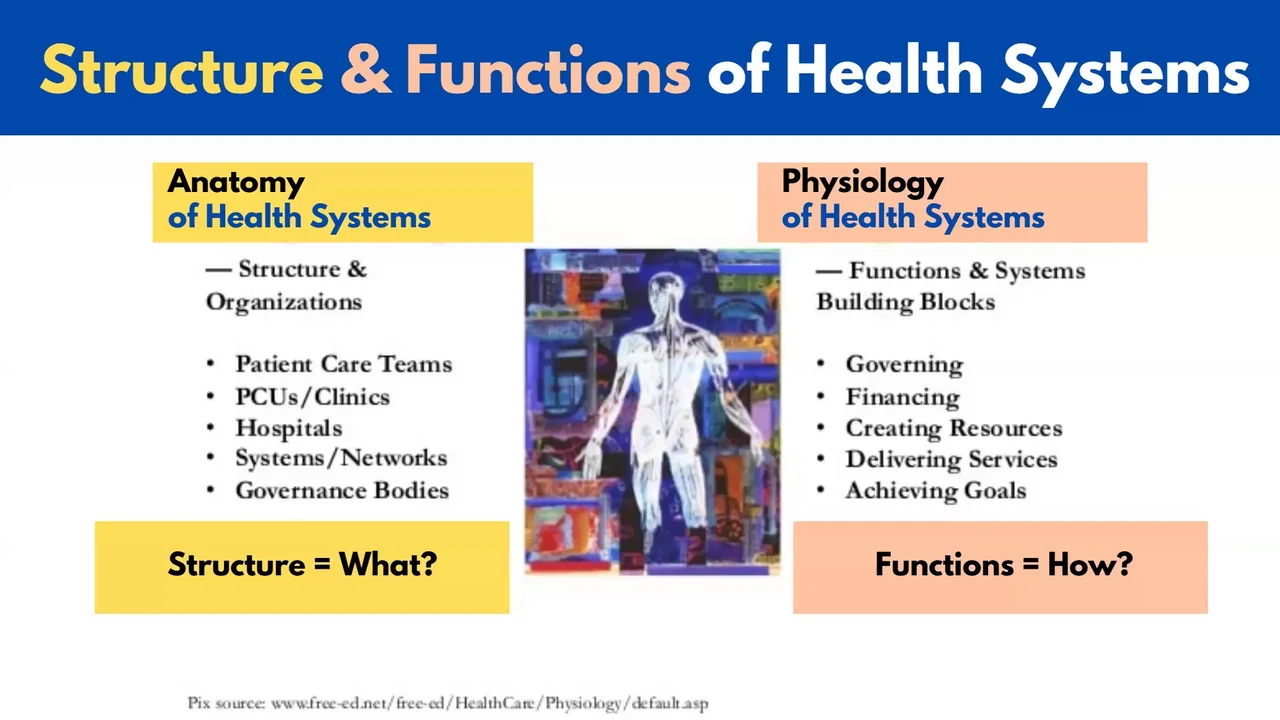 Structure & Functions of Health Systems
Anatomy
of Health Systems
— Structure &
Organizations
• Patient Care Teams
• PCUs/Clinics
• Hospitals
• Systems/Networks
• Governance Bodies
Structure = What?
Physiology
of Health Systems
— Functions & Systems
Building Blocks
• Governing
• Financing
• Creating Resources
• Delivering Services
• Achieving Goals
Functions = How?
Pix source: www.free-ed.net/free-ed/HealthCare/Physiology/default.asp